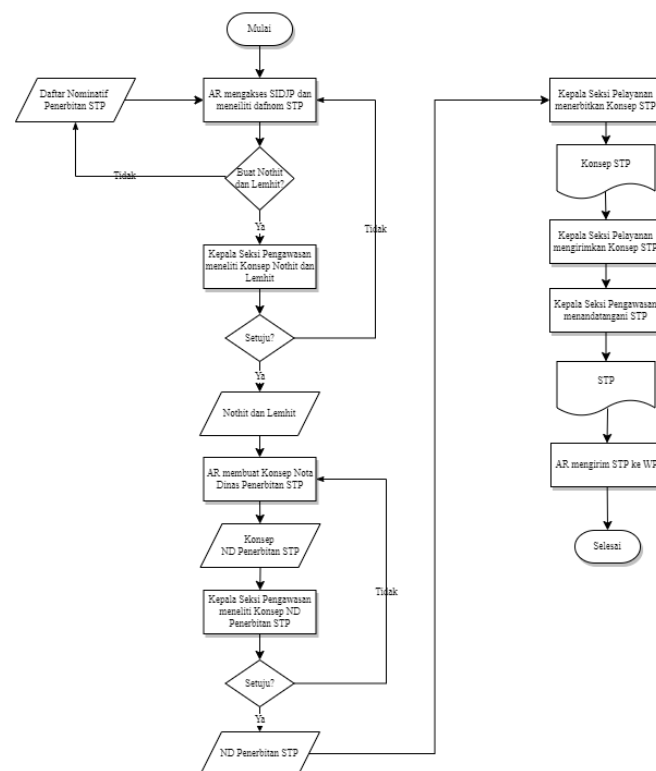 Mulai
Daftar Nominatif
Penerbitan STP
AR mengakses SIDJP dan
meneiliti dafnom STP
Tidak
Buat Nothit
dan Lemhit?
Ya
Tidak
Kepala Seksi Pengawasan
meneliti Konsep Nothit dan
Lemhit
Setuju?
Ya
Nothit dan Lemhit
AR membuat Konsep Nota
Dinas Penerbitan STP
Konsep
ND Penerbitan STP
Tidak
Kepala Seksi Pengawasan
meneliti Konsep ND
Penerbitan STP
Setuju?
Ya
ND Penerbitan STP
Kepala Seksi Pelayanan
menerbitkan Konsep STP
Konsep STP
Kepala Seksi Pelayanan
mengirimkan Konsep STP
Kepala Seksi Pengawasan
menandatangani STP
STP
AR mengirim STP ke WP
Selesai